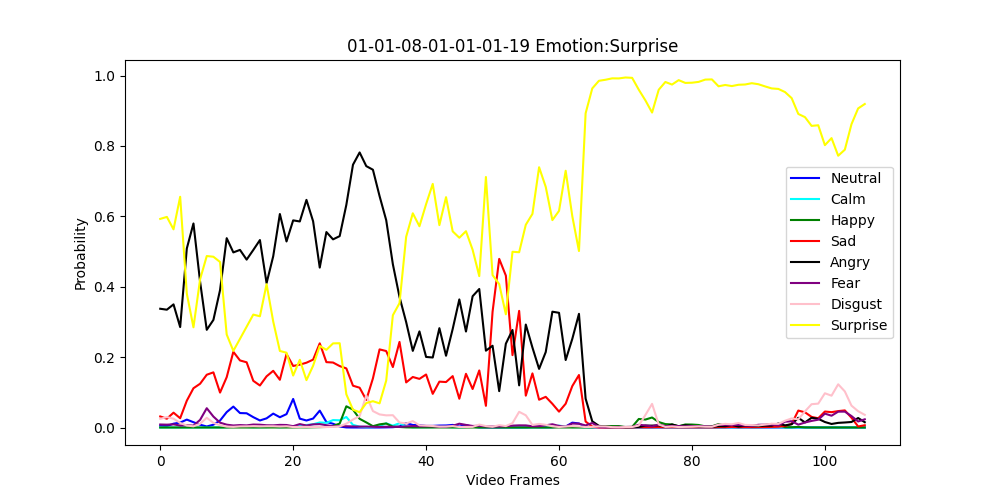 01-01-08-01-01-01-19 Emotion:Surprise
1.0
0.8
0.6
0.4
0.2
0.0
Probability
0 20 40 60 80 100
Video Frames
Neutral
Calm
Happy
Sad
Angry
Fear
Disgust
Surprise